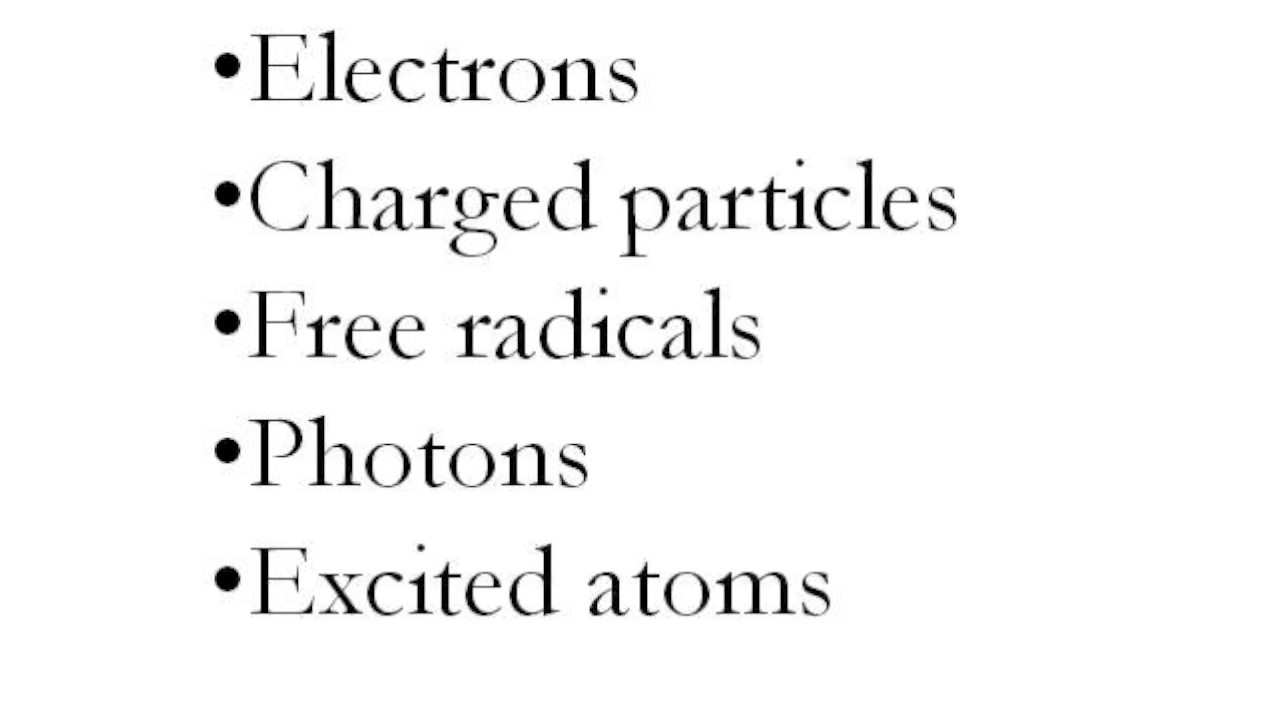 •Electrons
•Charged particles
•Free radicals
•Photons
•Excited atoms